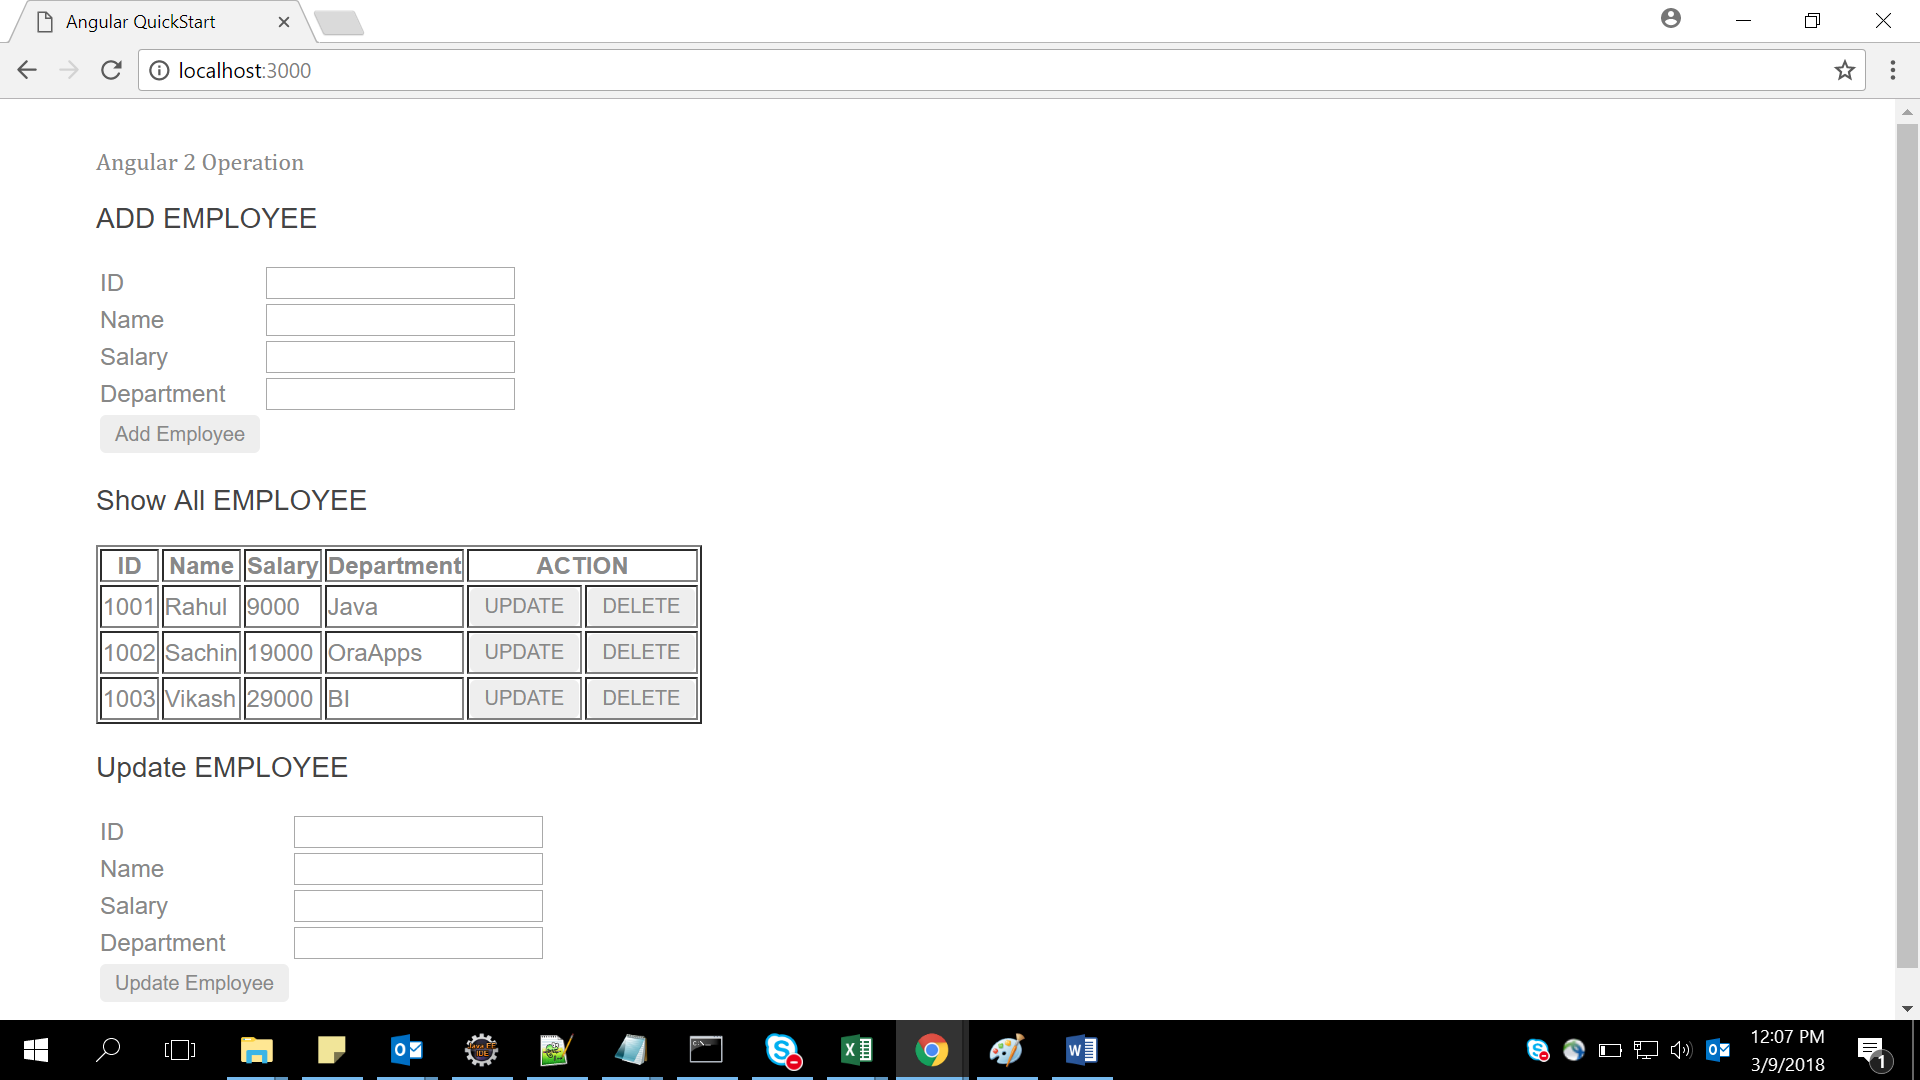 Angular QuickStart
localhost:3000
Angular 2 Operation
ADD EMPLOYEE
ID
Name
Salary
Department
Add Employee
Show All EMPLOYEE
ID Name Salary Department ACTION
1001 Rahul 9000 Java UPDATE DELETE
1002 Sachin 19000 OraApps UPDATE DELETE
1003 Vikash 29000 BI UPDATE DELETE
Update EMPLOYEE
ID
Name
Salary
Department
Update Employee
12:07 PM
3/9/2018
1